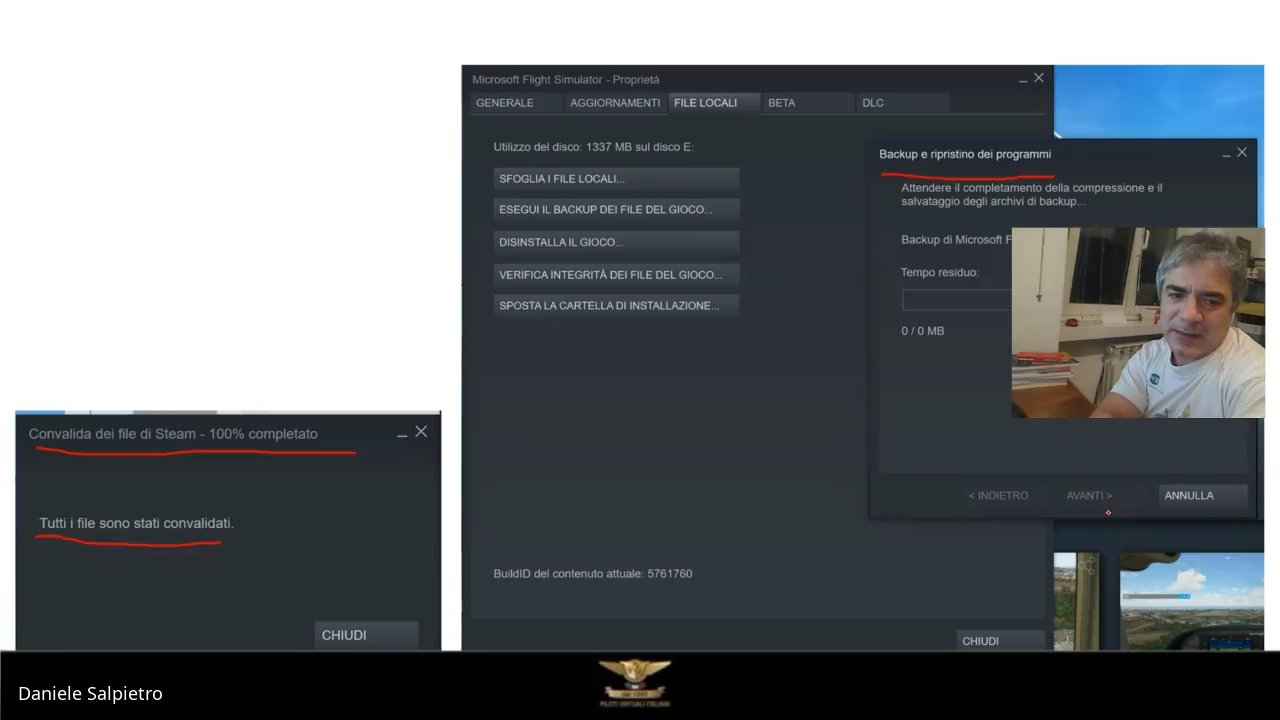 Microsoft Flight Simulator - Proprietà
GENERALE
AGGIORNAMENTI
FILE LOCALI
BETA
DLC
Utilizzo del disco: 1337 MB sul disco E:
SFOGLIA I FILE LOCALI...
ESEGUI IL BACKUP DEI FILE DEL GIOCO...
DISINSTALLA IL GIOCO...
VERIFICA INTEGRITÀ DEI FILE DEL GIOCO...
SPOSTA LA CARTELLA DI INSTALLAZIONE...
BuildID del contenuto attuale: 5761760
CHIUDI
Backup e ripristino dei programmi
Attendere il completamento della compressione e il
salvataggio degli archivi di backup...
Backup di Microsoft F
Tempo residuo:
0 / 0 MB
< INDIETRO
AVANTI >
ANNULLA
Convalida dei file di Steam - 100% completato
Tutti i file sono stati convalidati.
CHIUDI
Daniele Salpietro
PILOTI VIRTUALI ITALIANI